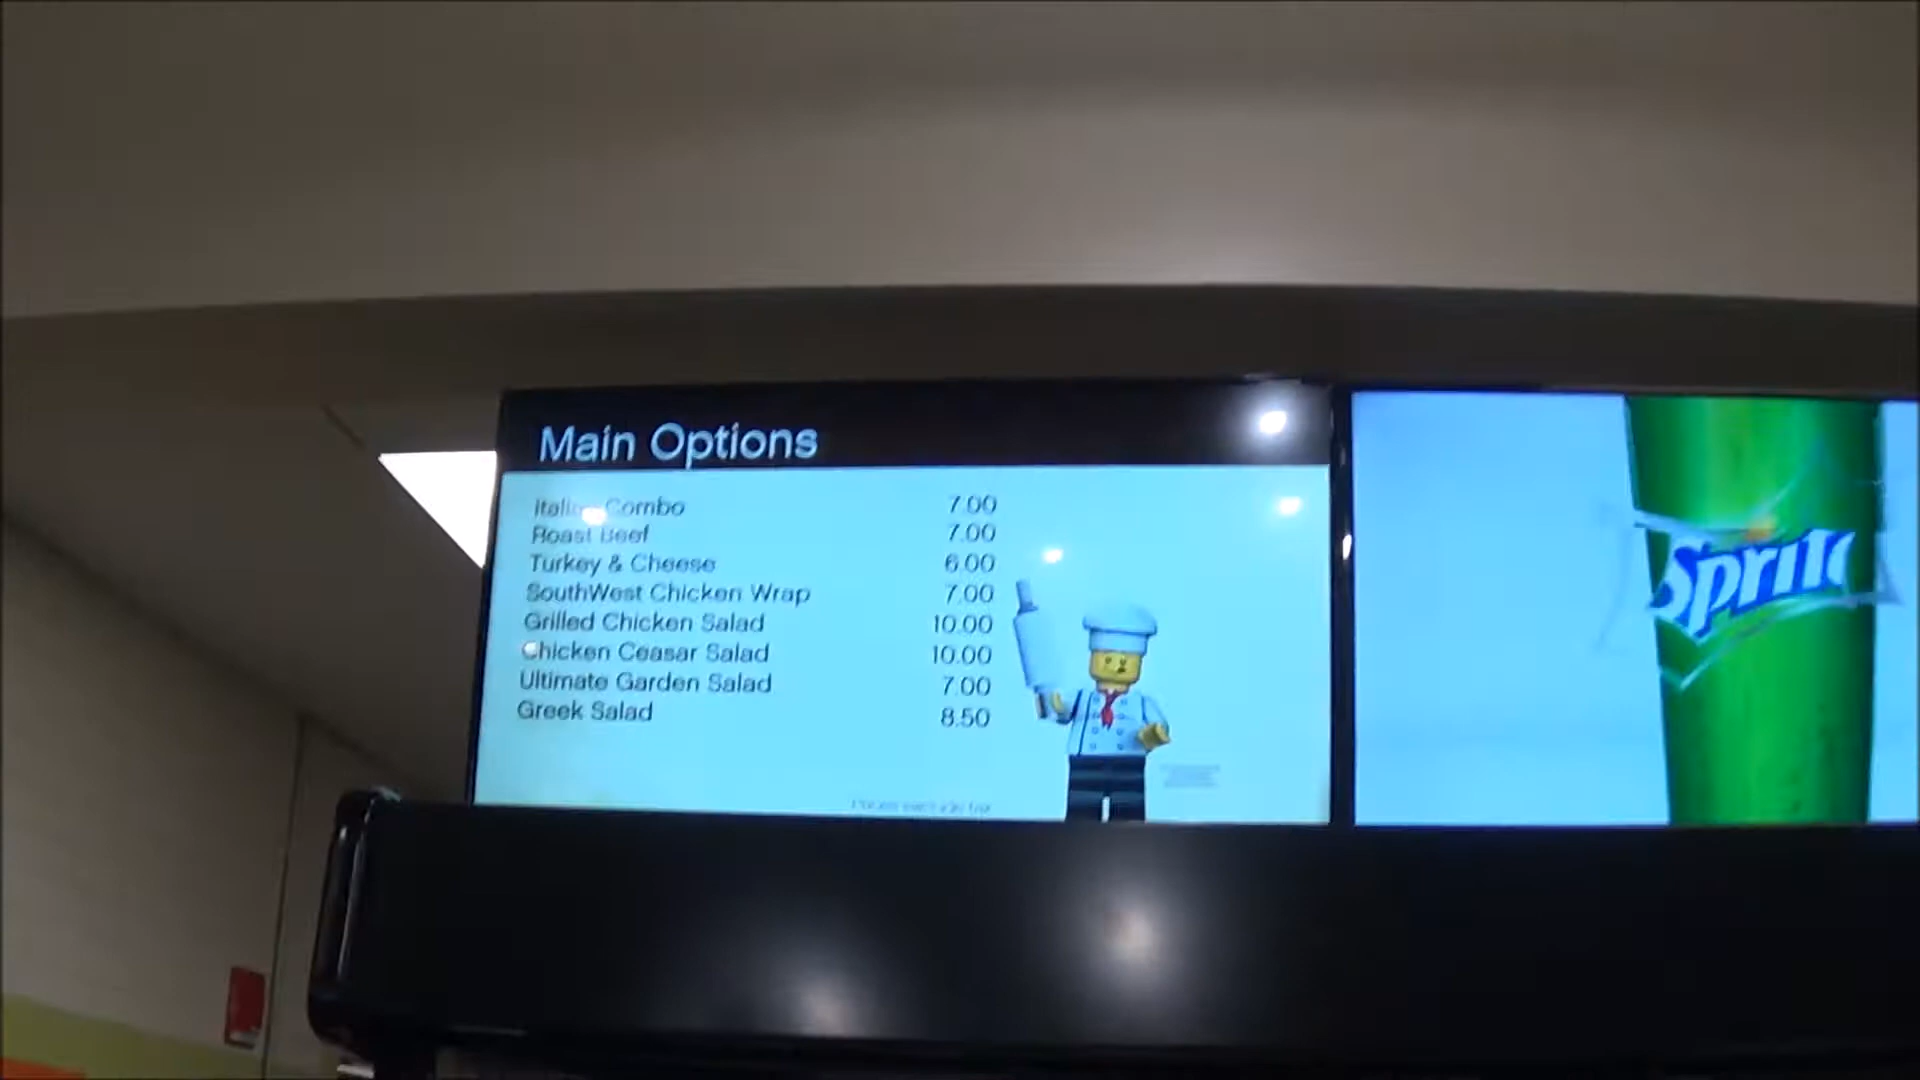 Main Options
Italian Combo 7.00
Roast Beef 7.00
Turkey & Cheese 6.00
SouthWest Chicken Wrap 7.00
Grilled Chicken Salad 10.00
Chicken Ceasar Salad 10.00
Ultimate Garden Salad 7.00
Greek Salad 8.50
Sprite